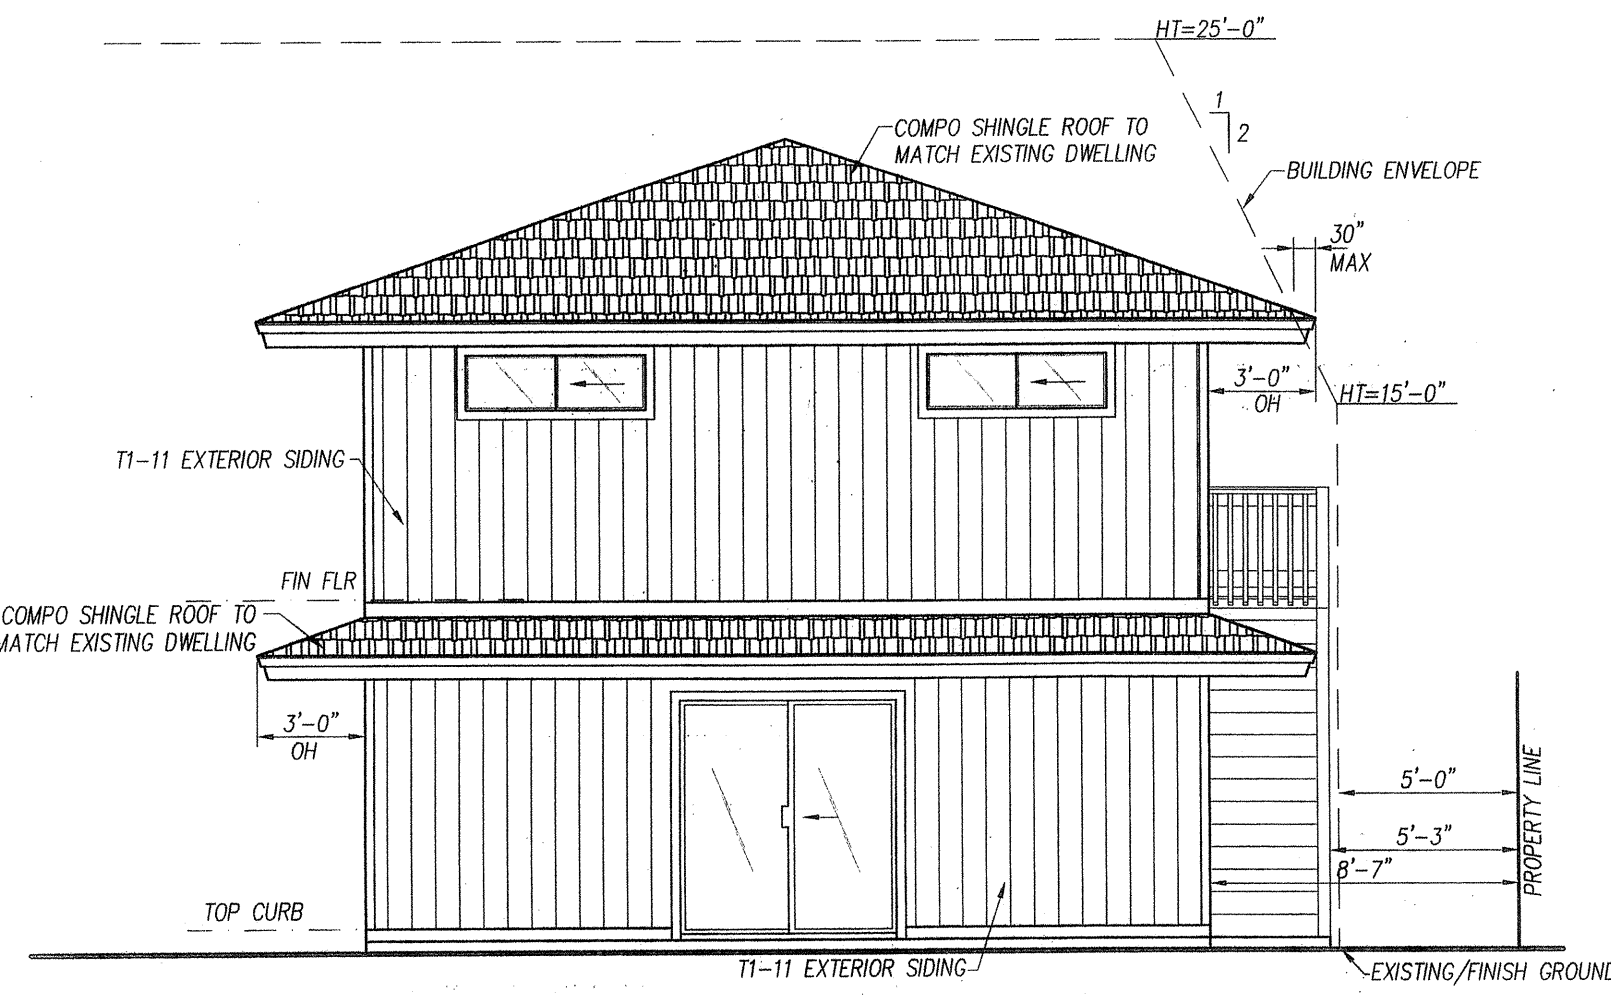 HT=25'-0"
1
2
COMPO SHINGLE ROOF TO
MATCH EXISTING DWELLING
BUILDING ENVELOPE
30"
MAX
3'-0"
OH
HT=15'-0"
T1-11 EXTERIOR SIDING
FIN FLR
COMPO SHINGLE ROOF TO
MATCH EXISTING DWELLING
3'-0"
OH
5'-0"
5'-3"
8'-7"
PROPERTY LINE
TOP CURB
T1-11 EXTERIOR SIDING
EXISTING/FINISH GROUND